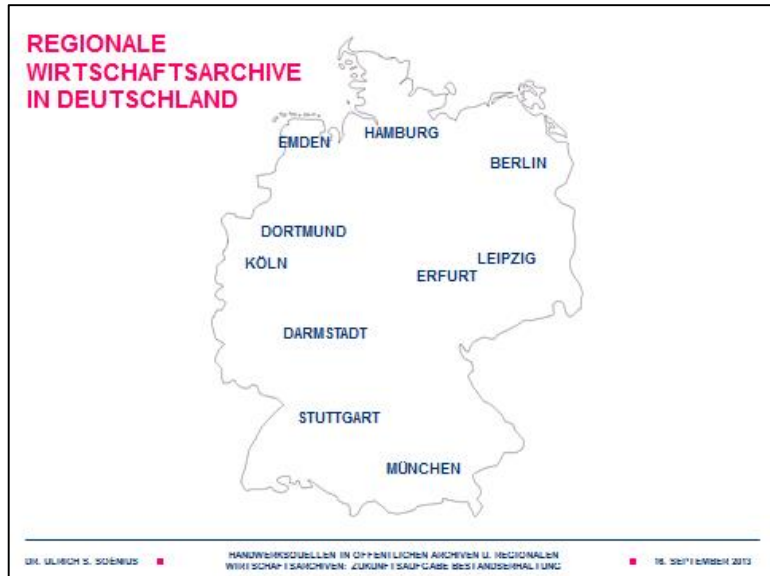 REGIONALE
WIRTSCHAFTSARCHIVE
IN DEUTSCHLAND
EMDEN
HAMBURG
BERLIN
DORTMUND
KÖLN
LEIPZIG
ERFURT
DARMSTADT
STUTTGART
MÜNCHEN
DR. ULRICH S. SOÉNIUS
HANDWERKSQUELLEN IN ÖFFENTLICHEN ARCHIVEN U. REGIONALEN
WIRTSCHAFTSARCHIVEN: ZUKUNFTSAUFGABE BESTANDSERHALTUNG
16. SEPTEMBER 2013